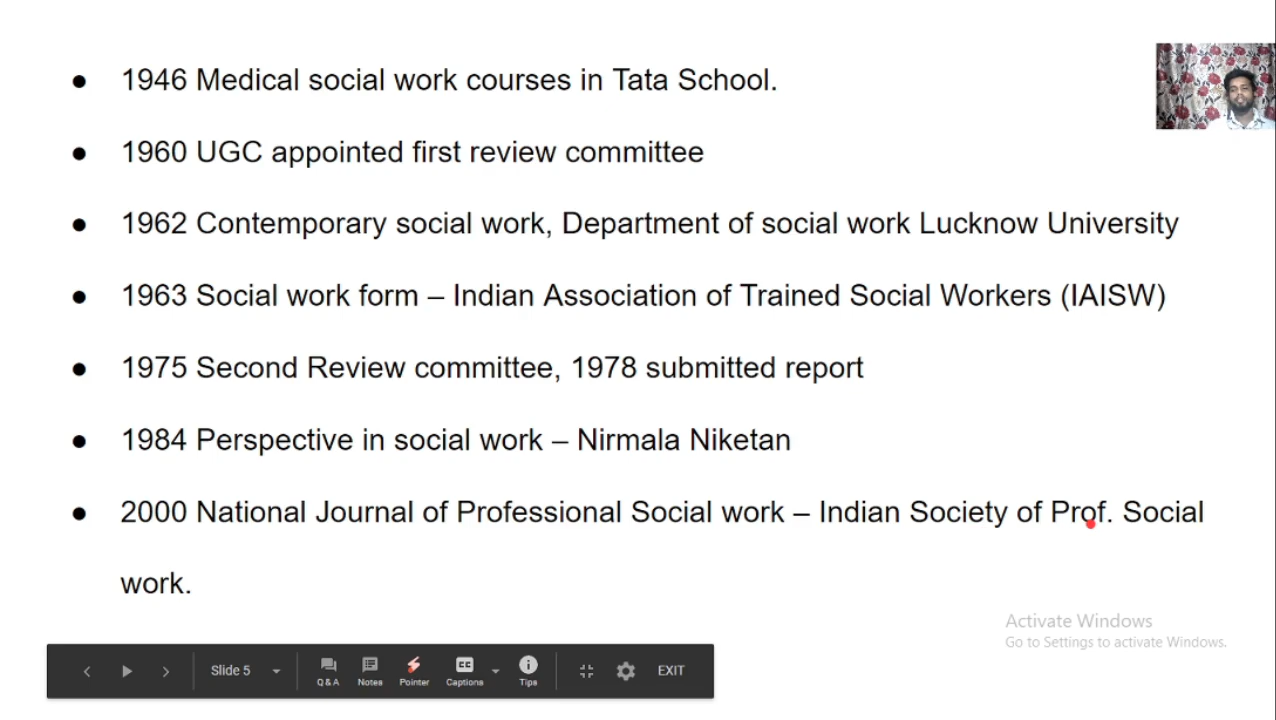 ● 1946 Medical social work courses in Tata School.
● 1960 UGC appointed first review committee
● 1962 Contemporary social work, Department of social work Lucknow University
● 1963 Social work form – Indian Association of Trained Social Workers (IAISW)
● 1975 Second Review committee, 1978 submitted report
● 1984 Perspective in social work – Nirmala Niketan
● 2000 National Journal of Professional Social work – Indian Society of Prof. Social
work.
Activate Windows
Go to Settings to activate Windows.
Slide 5
CC
Q & A Notes Pointer Captions Tips
EXIT